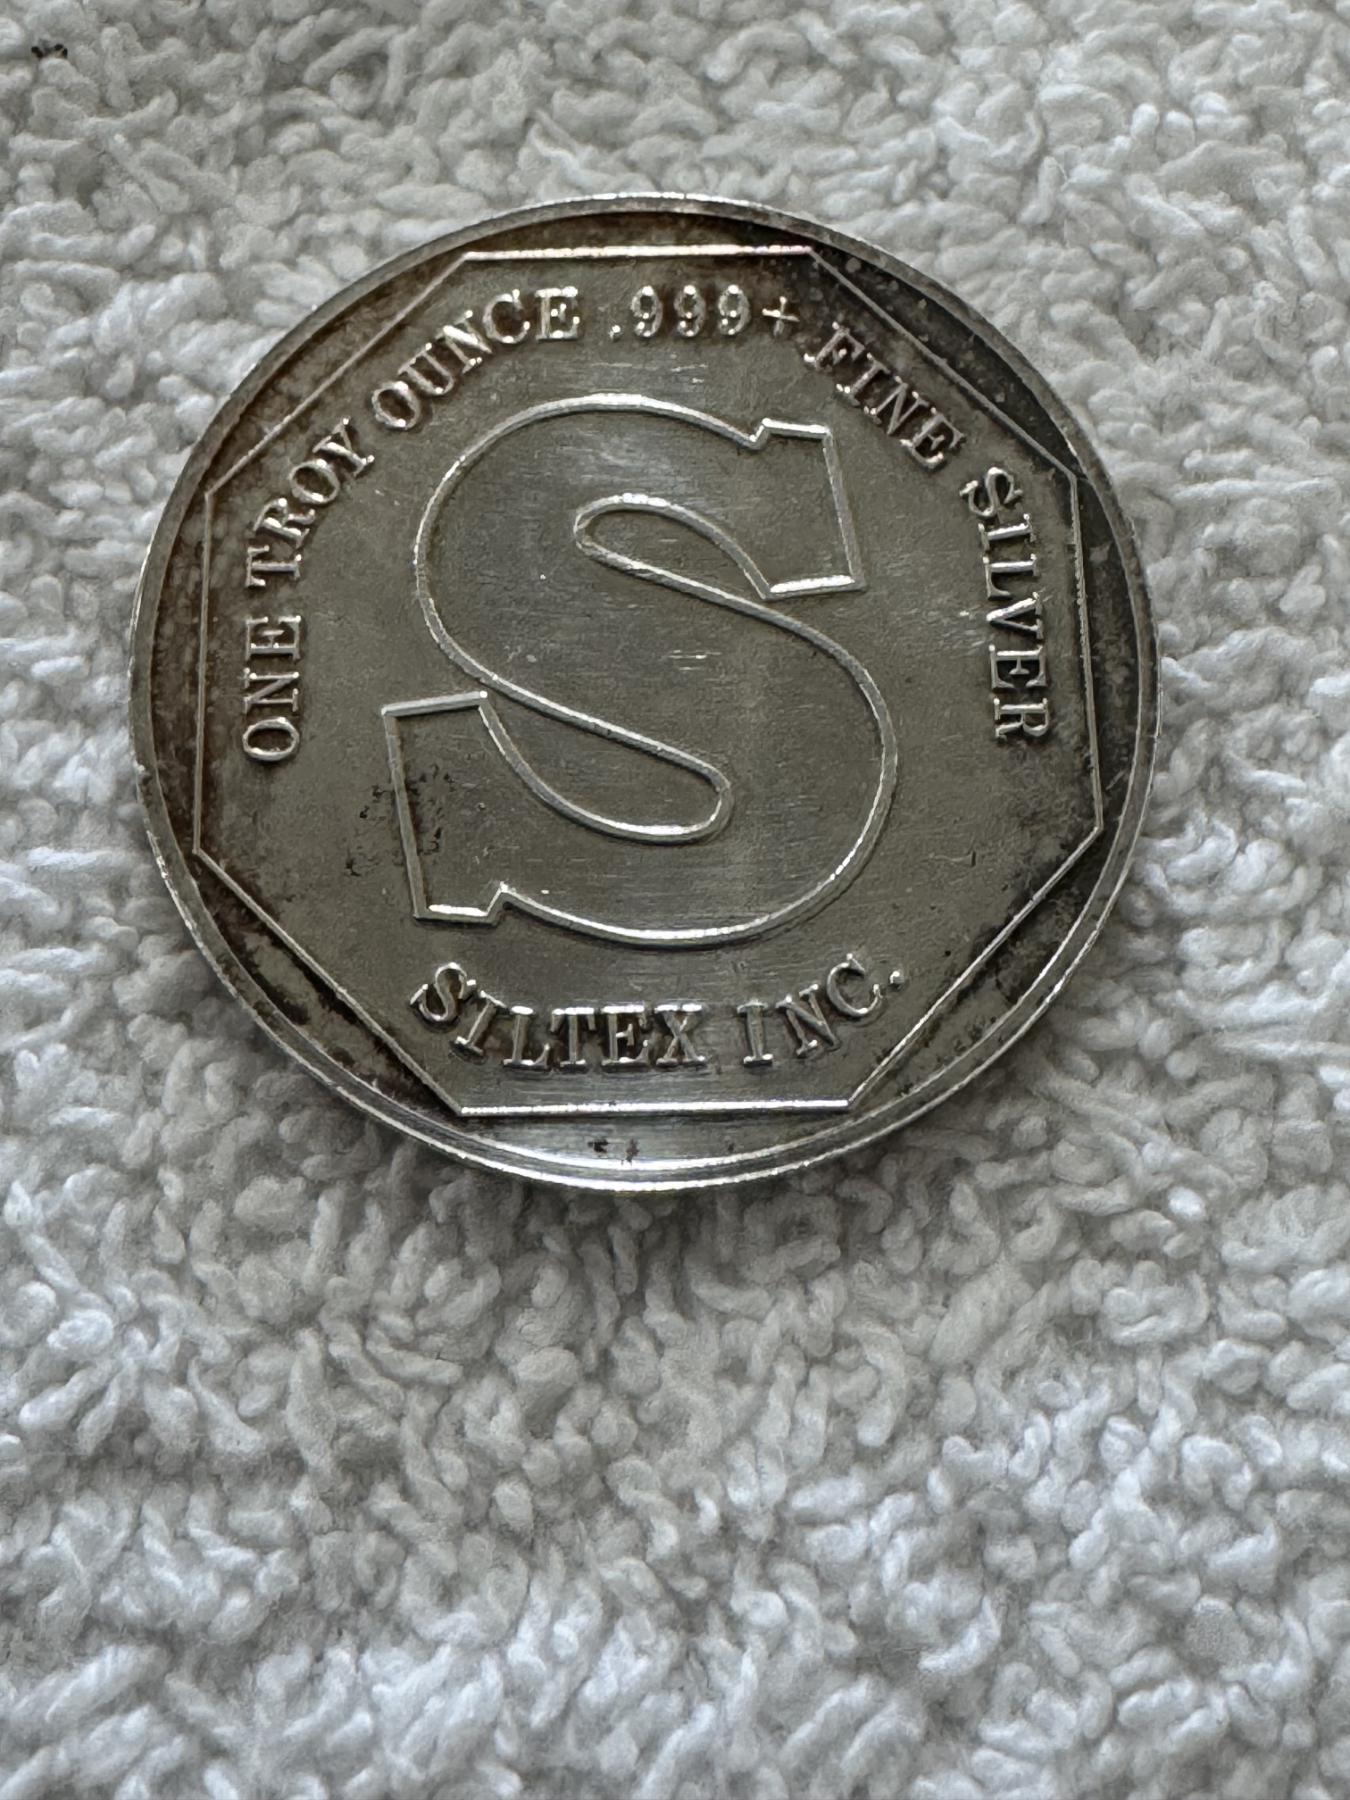 ONE TROY OUNCE .999+ FINE SILVER
S
SILTEX INC.